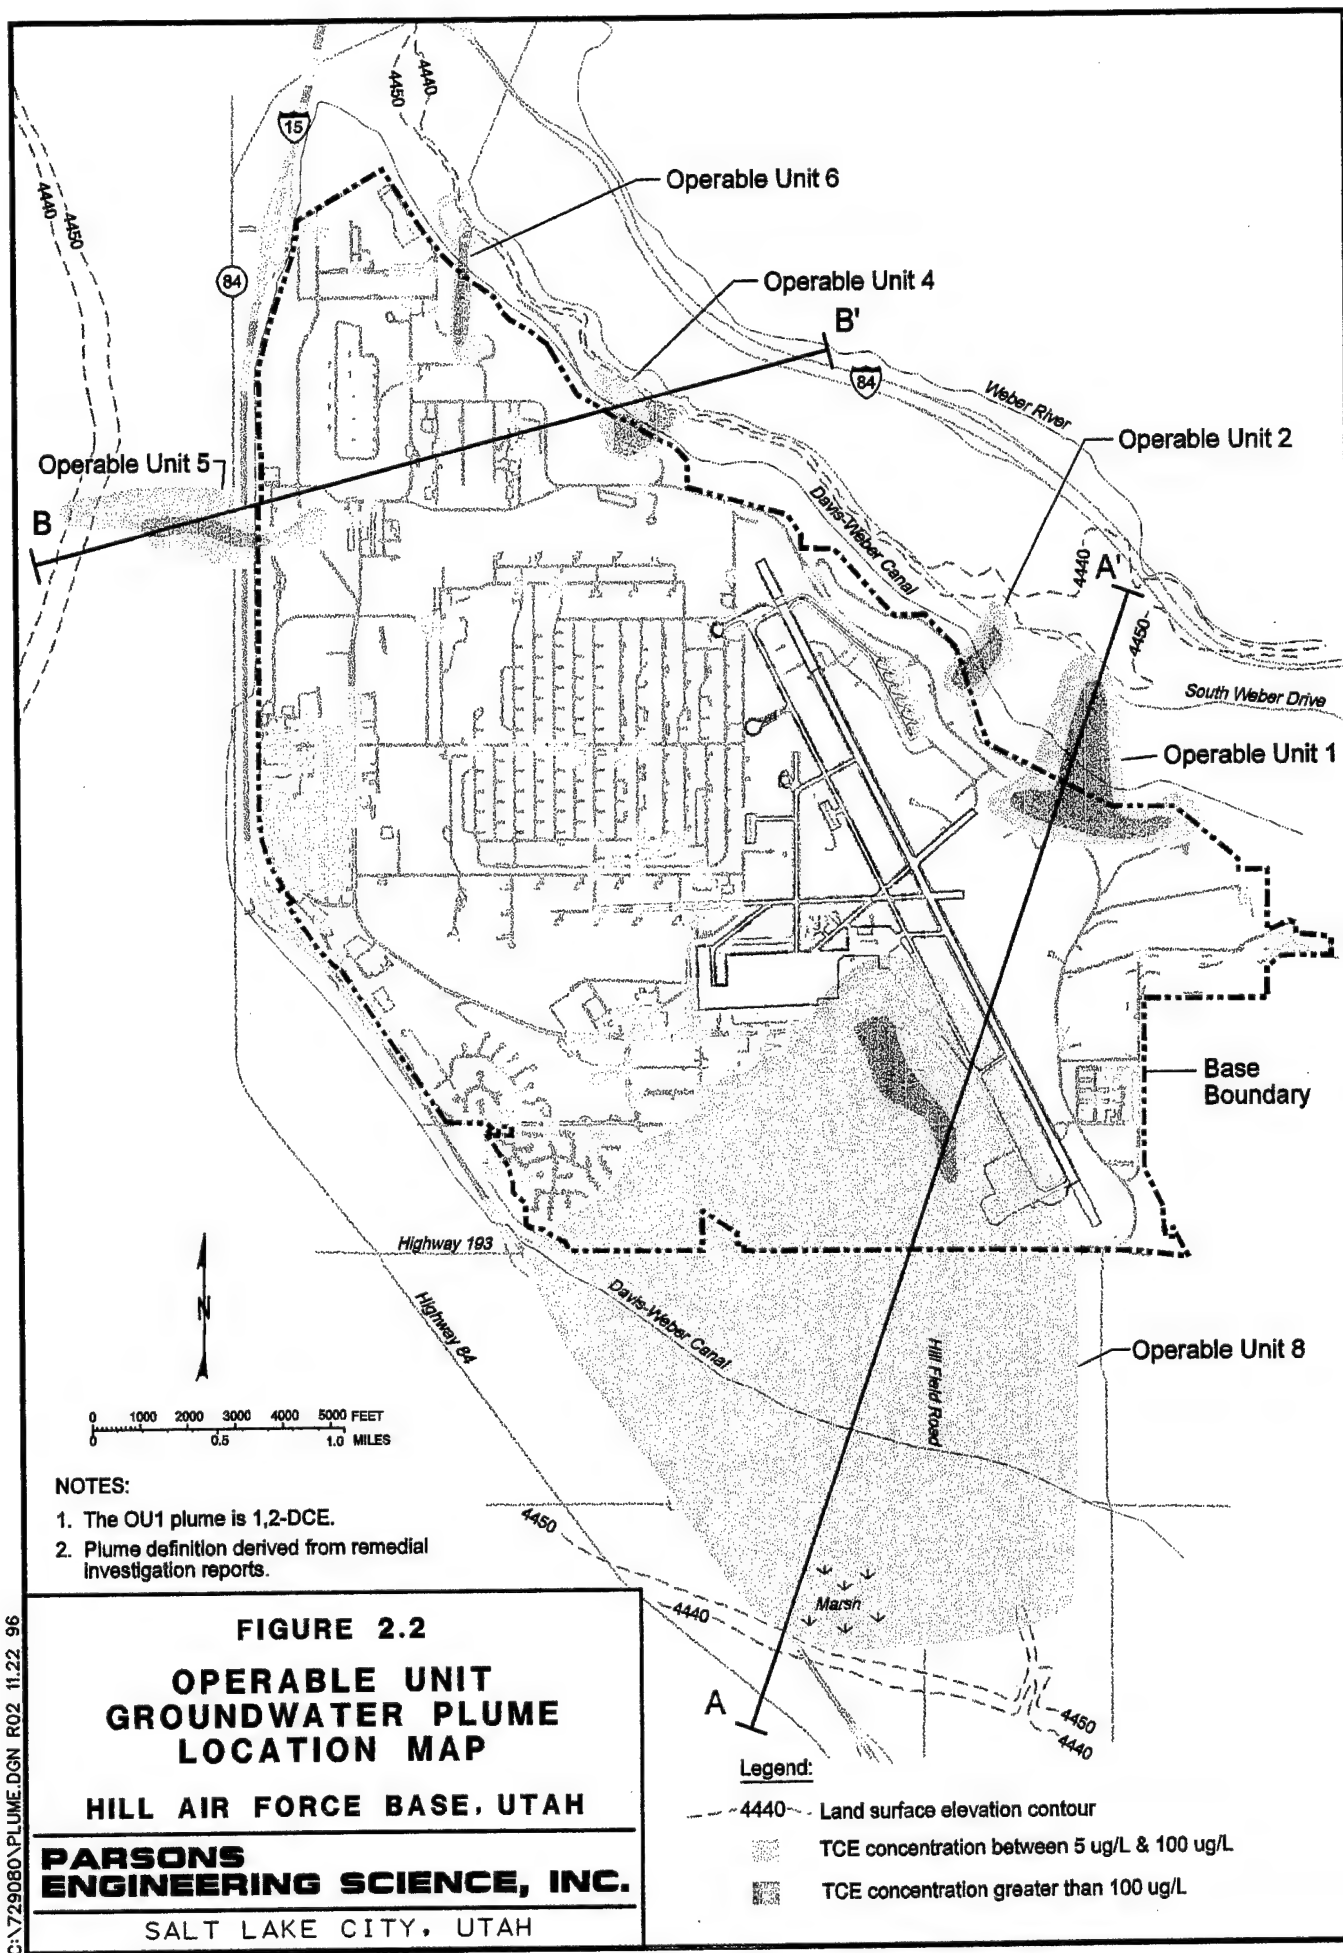 4440
4450
15
4440
4450
84
Operable Unit 6
Operable Unit 4
B'
84
Weber River
Operable Unit 2
Operable Unit 5
B
Davis-Weber Canal
4440
A'
4450
South Weber Drive
Operable Unit 1
Base
Boundary
Highway 193
N
Highway 84
Davis-Weber Canal
Hill Field Road
Operable Unit 8
0 1000 2000 3000 4000 5000 FEET
0 0.5 1.0 MILES
NOTES:
1. The OU1 plume is 1,2-DCE.
2. Plume definition derived from remedial
investigation reports.
4450
4440
Marsh
A
4450
4440
FIGURE 2.2
OPERABLE UNIT
GROUNDWATER PLUME
LOCATION MAP
HILL AIR FORCE BASE, UTAH
PARSONS
ENGINEERING SCIENCE, INC.
SALT LAKE CITY, UTAH
Legend:
4440 Land surface elevation contour
TCE concentration between 5 ug/L & 100 ug/L
TCE concentration greater than 100 ug/L
C:\729080\PLUME.DGN R02 11.22 96